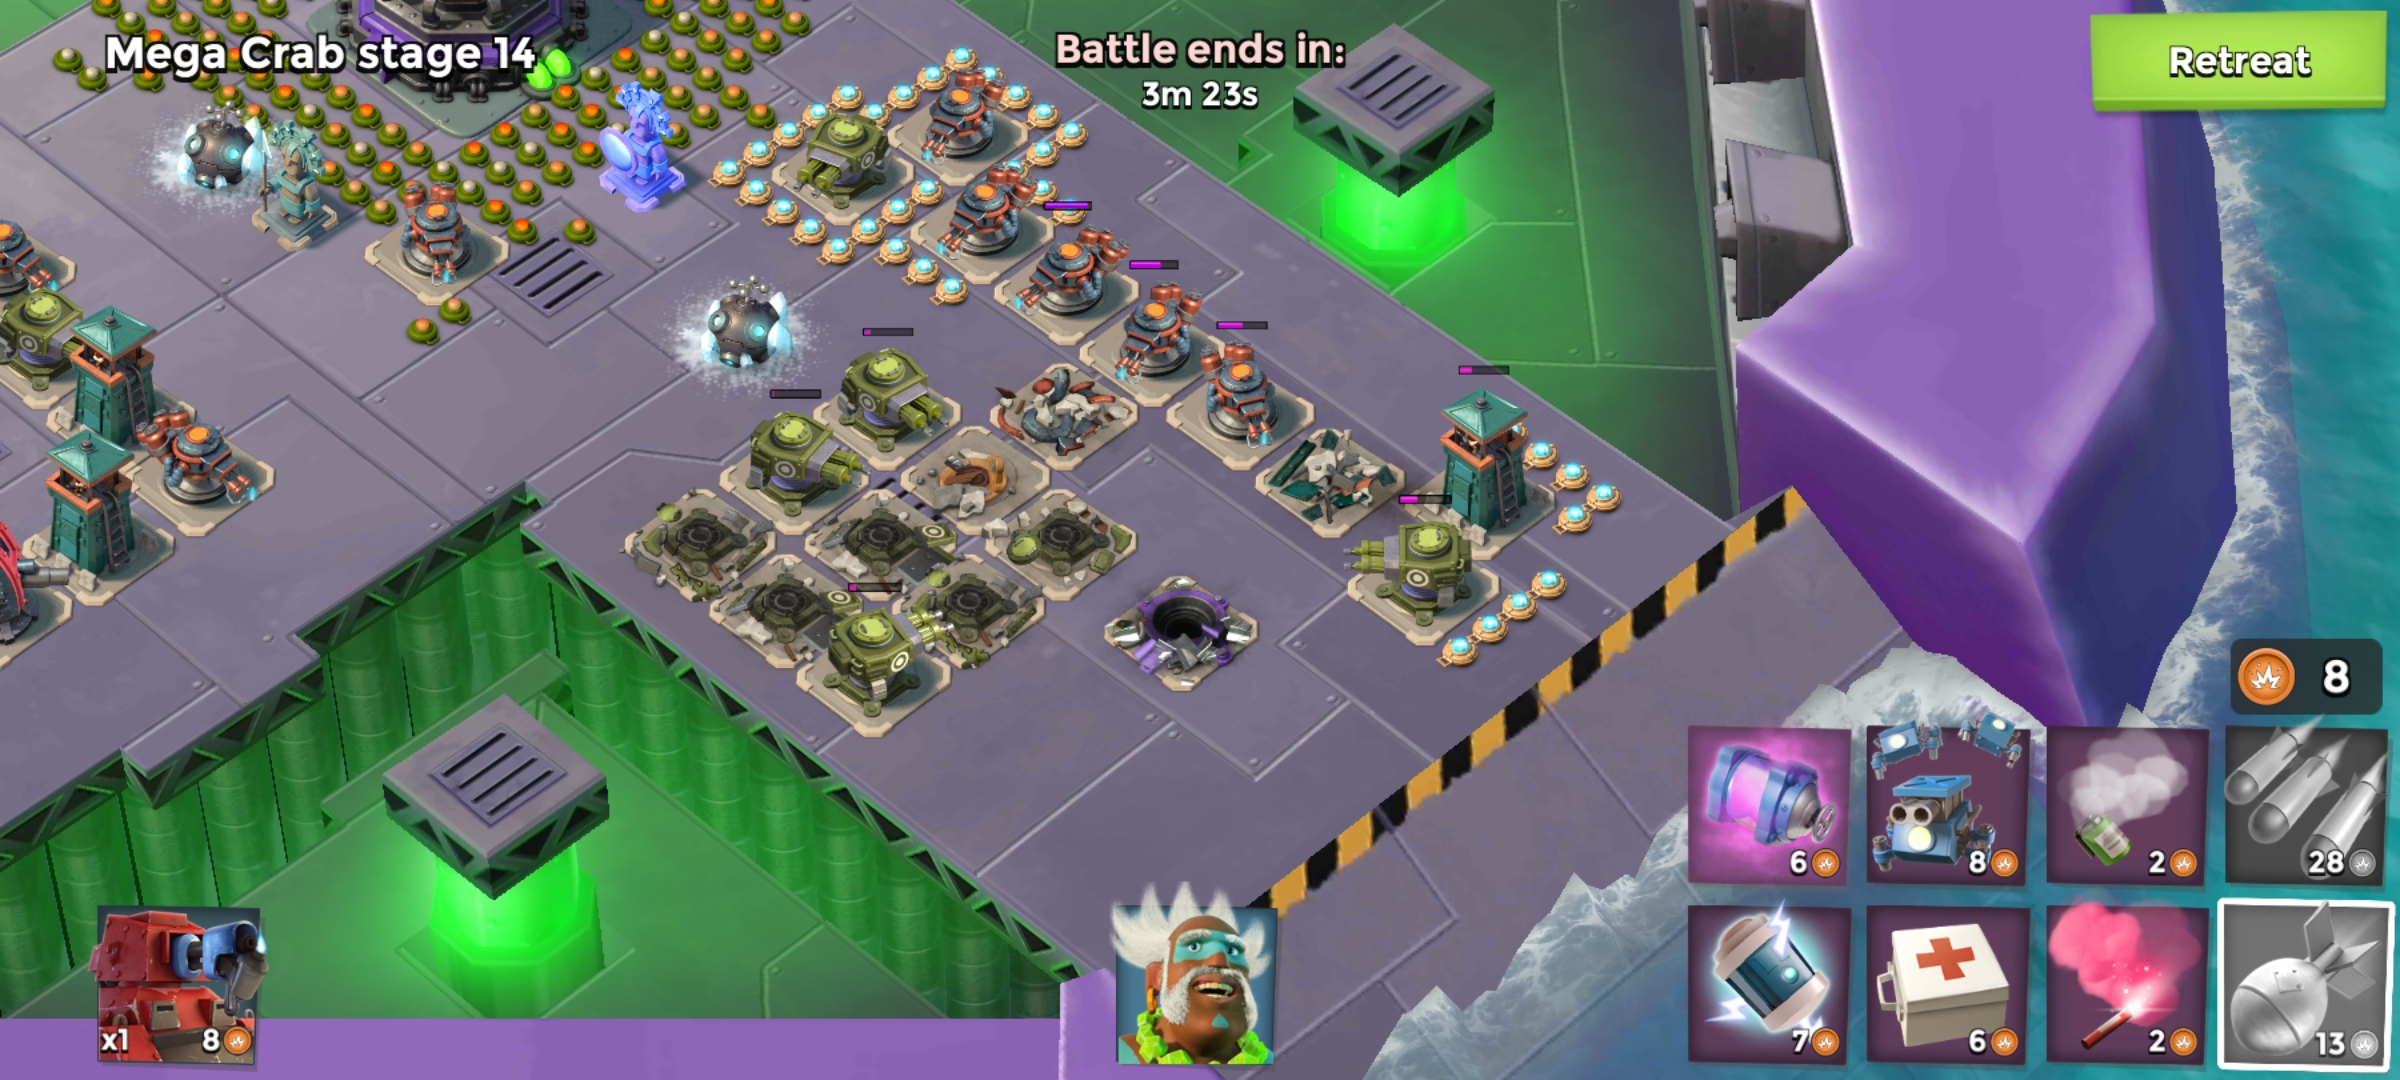 Mega Crab stage 14
Battle ends in:
3m 23s
Retreat
8
6
8
2
28
7
6
2
13
x1
8